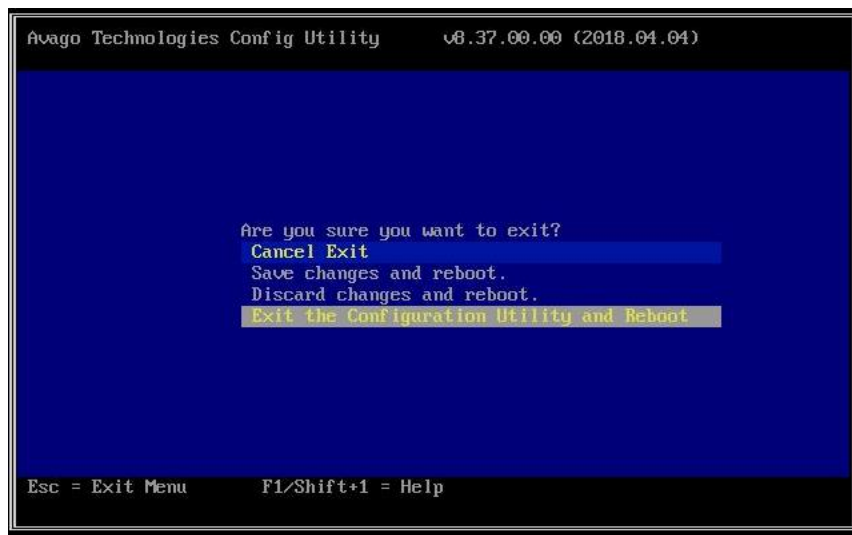 Avago Technologies Config Utility v8.37.00.00 (2018.04.04)
Are you sure you want to exit?
Cancel Exit
Save changes and reboot.
Discard changes and reboot.
Exit the Configuration Utility and Reboot
Esc = Exit Menu F1/Shift+1 = Help